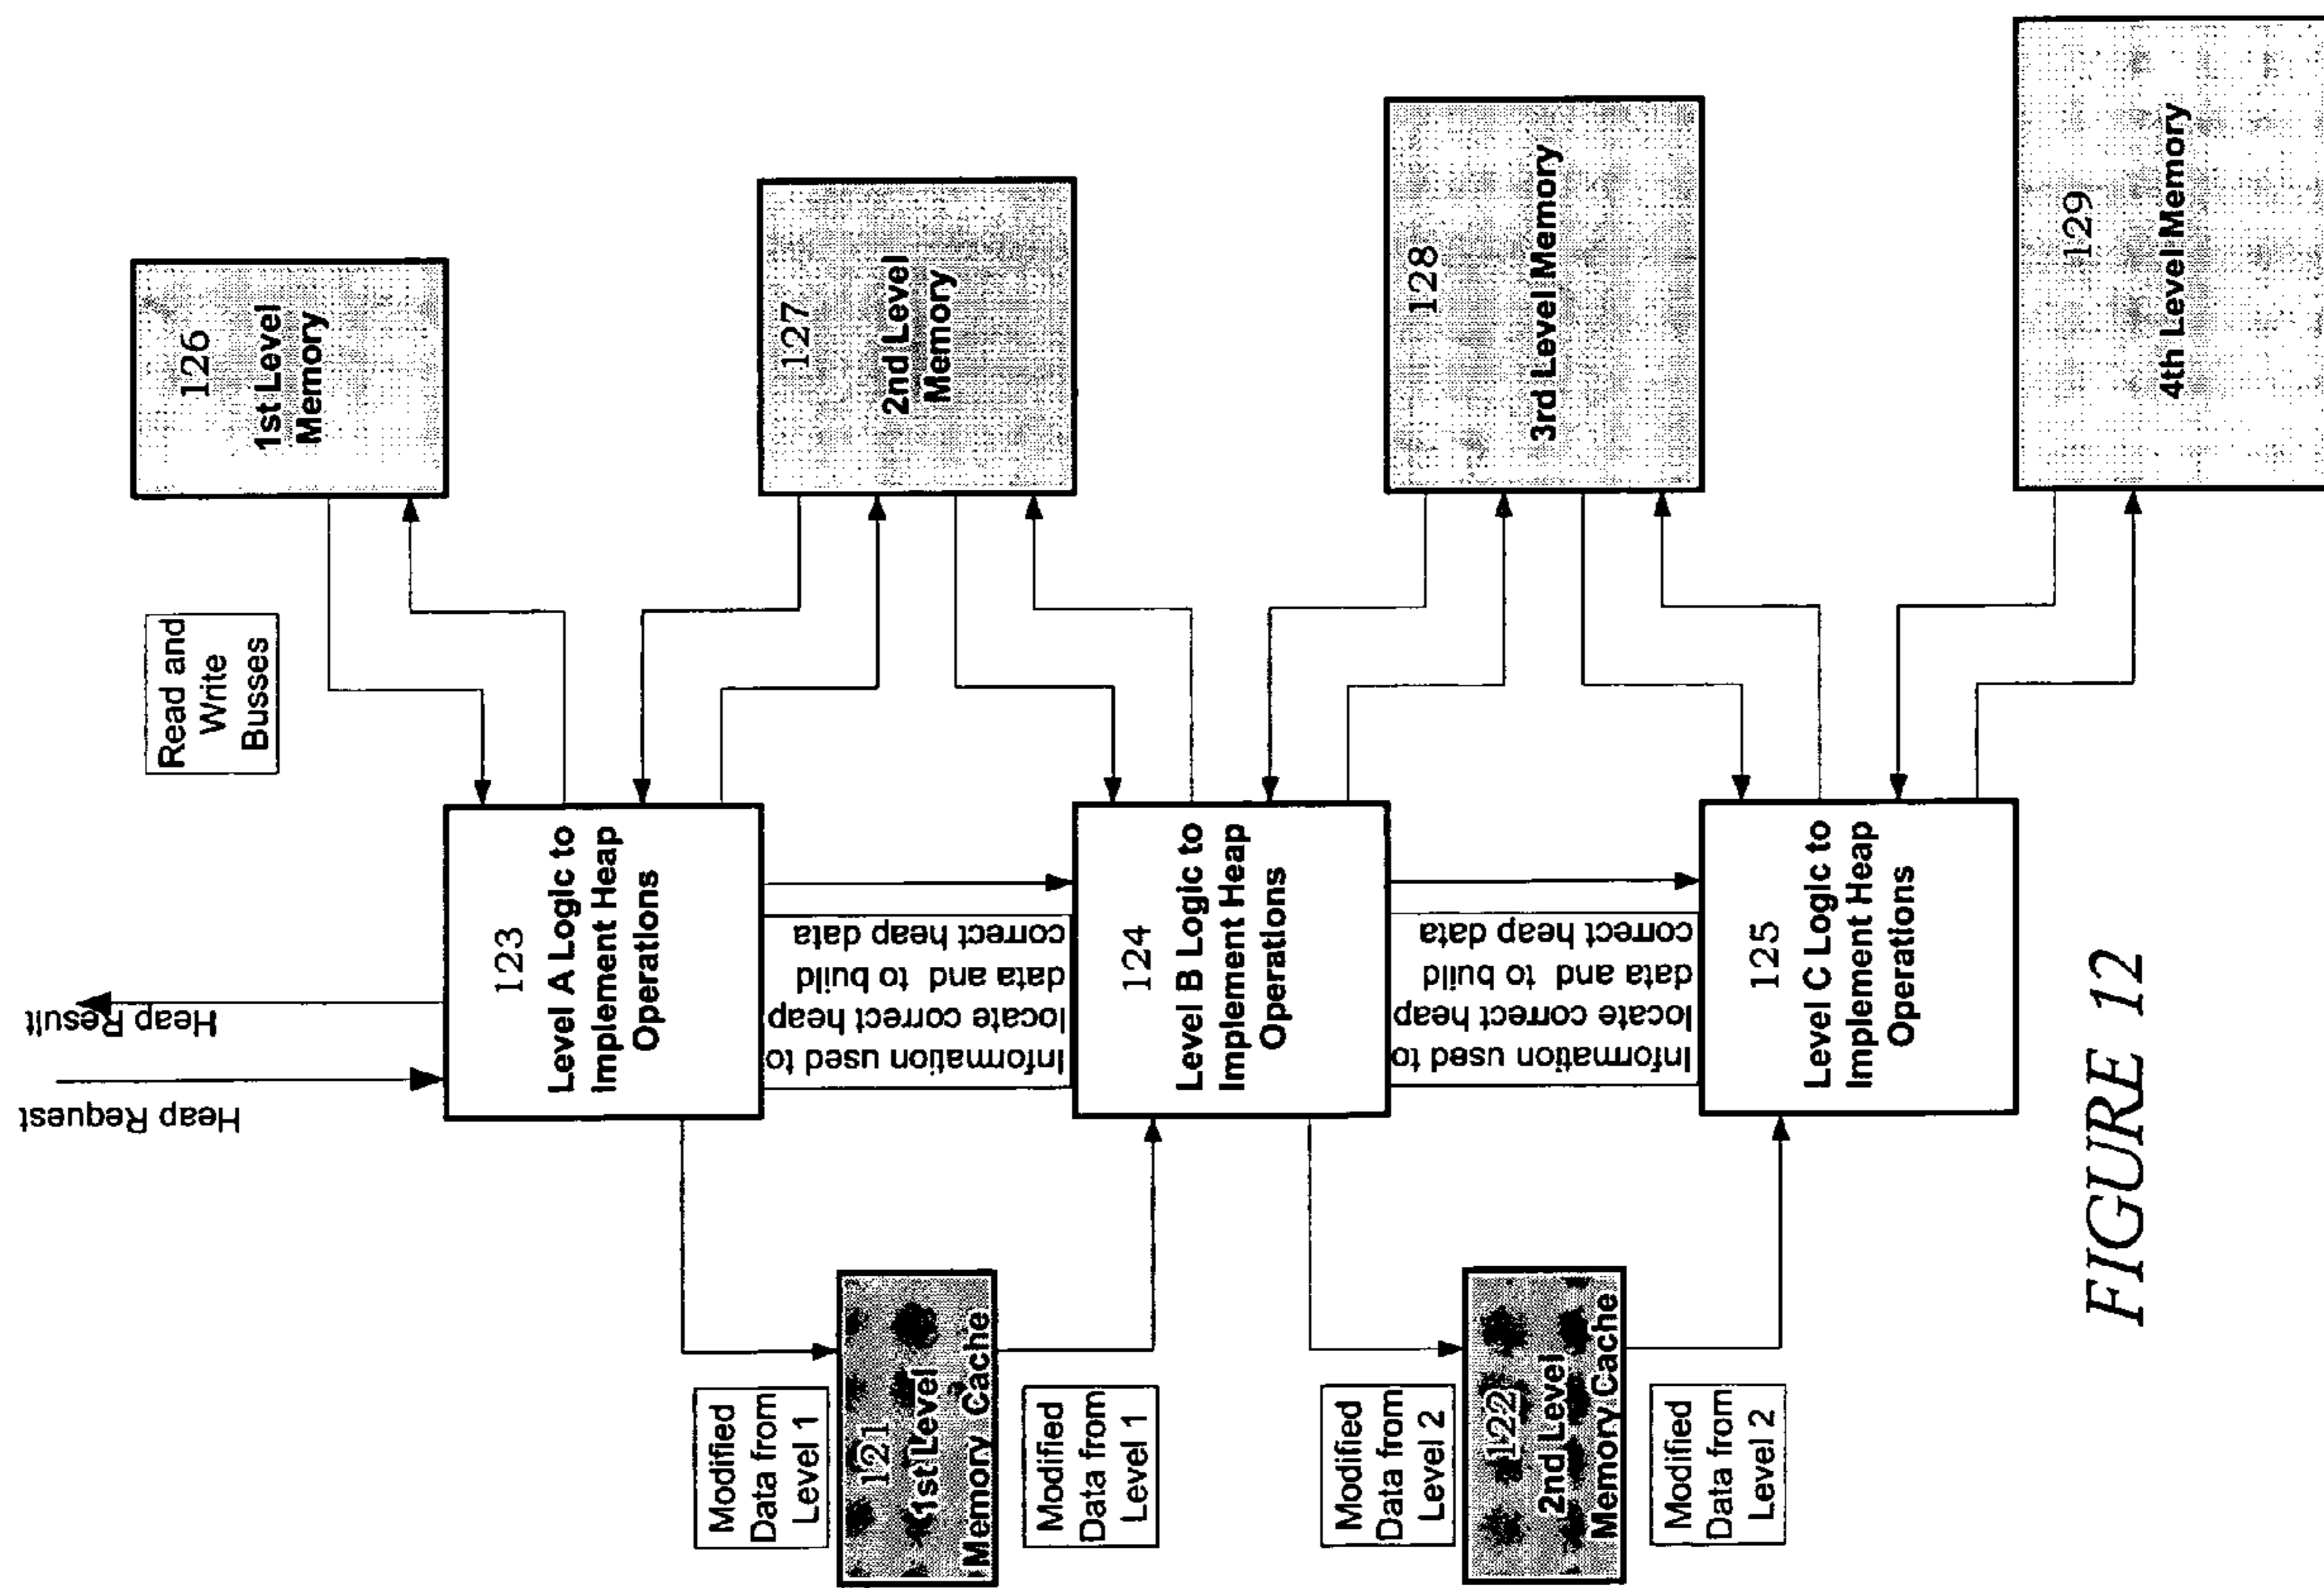 Heap Request
Heap Result
Read and
Write
Busses
126
1st Level
Memory
123
Level A Logic to
Implement Heap
Operations
127
2nd Level
Memory
Modified
Data from
Level 1
121
1st Level
Memory Cache
Modified
Data from
Level 1
Information used to
locate correct heap
data and to build
correct heap data
124
Level B Logic to
Implement Heap
Operations
128
3rd Level Memory
Modified
Data from
Level 2
122
2nd Level
Memory Cache
Modified
Data from
Level 2
Information used to
locate correct heap
data and to build
correct heap data
125
Level C Logic to
Implement Heap
Operations
129
4th Level Memory
FIGURE 12